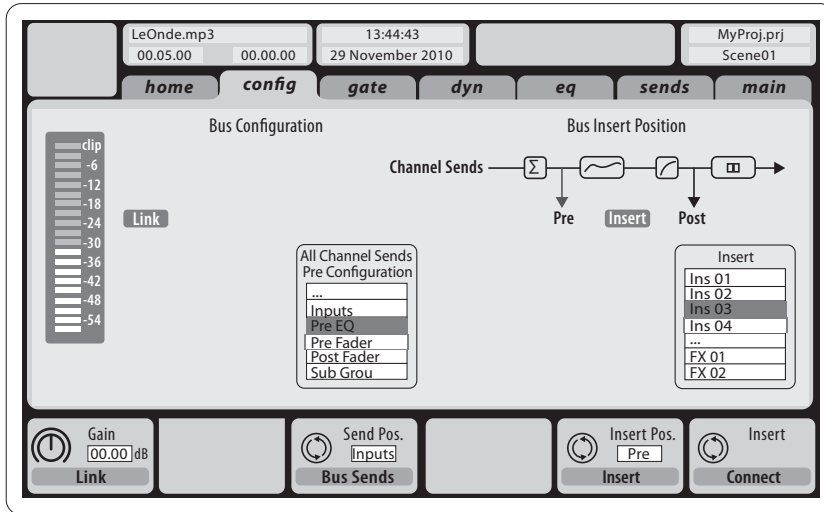 LeOnde.mp3
00.05.00 00.00.00
13:44:43
29 November 2010
MyProj.prj
Scene01
home config gate dyn eq sends main
Bus Configuration
Bus Insert Position
clip
-6
-12
-18
-24
-30
-36
-42
-48
-54
Link
Channel Sends
Σ
Pre Insert Post
All Channel Sends
Pre Configuration
...
Inputs
Pre EQ
Pre Fader
Post Fader
Sub Grou
Insert
Ins 01
Ins 02
Ins 03
Ins 04
...
FX 01
FX 02
Gain
00.00 dB
Link
Send Pos.
Inputs
Bus Sends
Insert Pos.
Pre
Insert
Insert
Connect